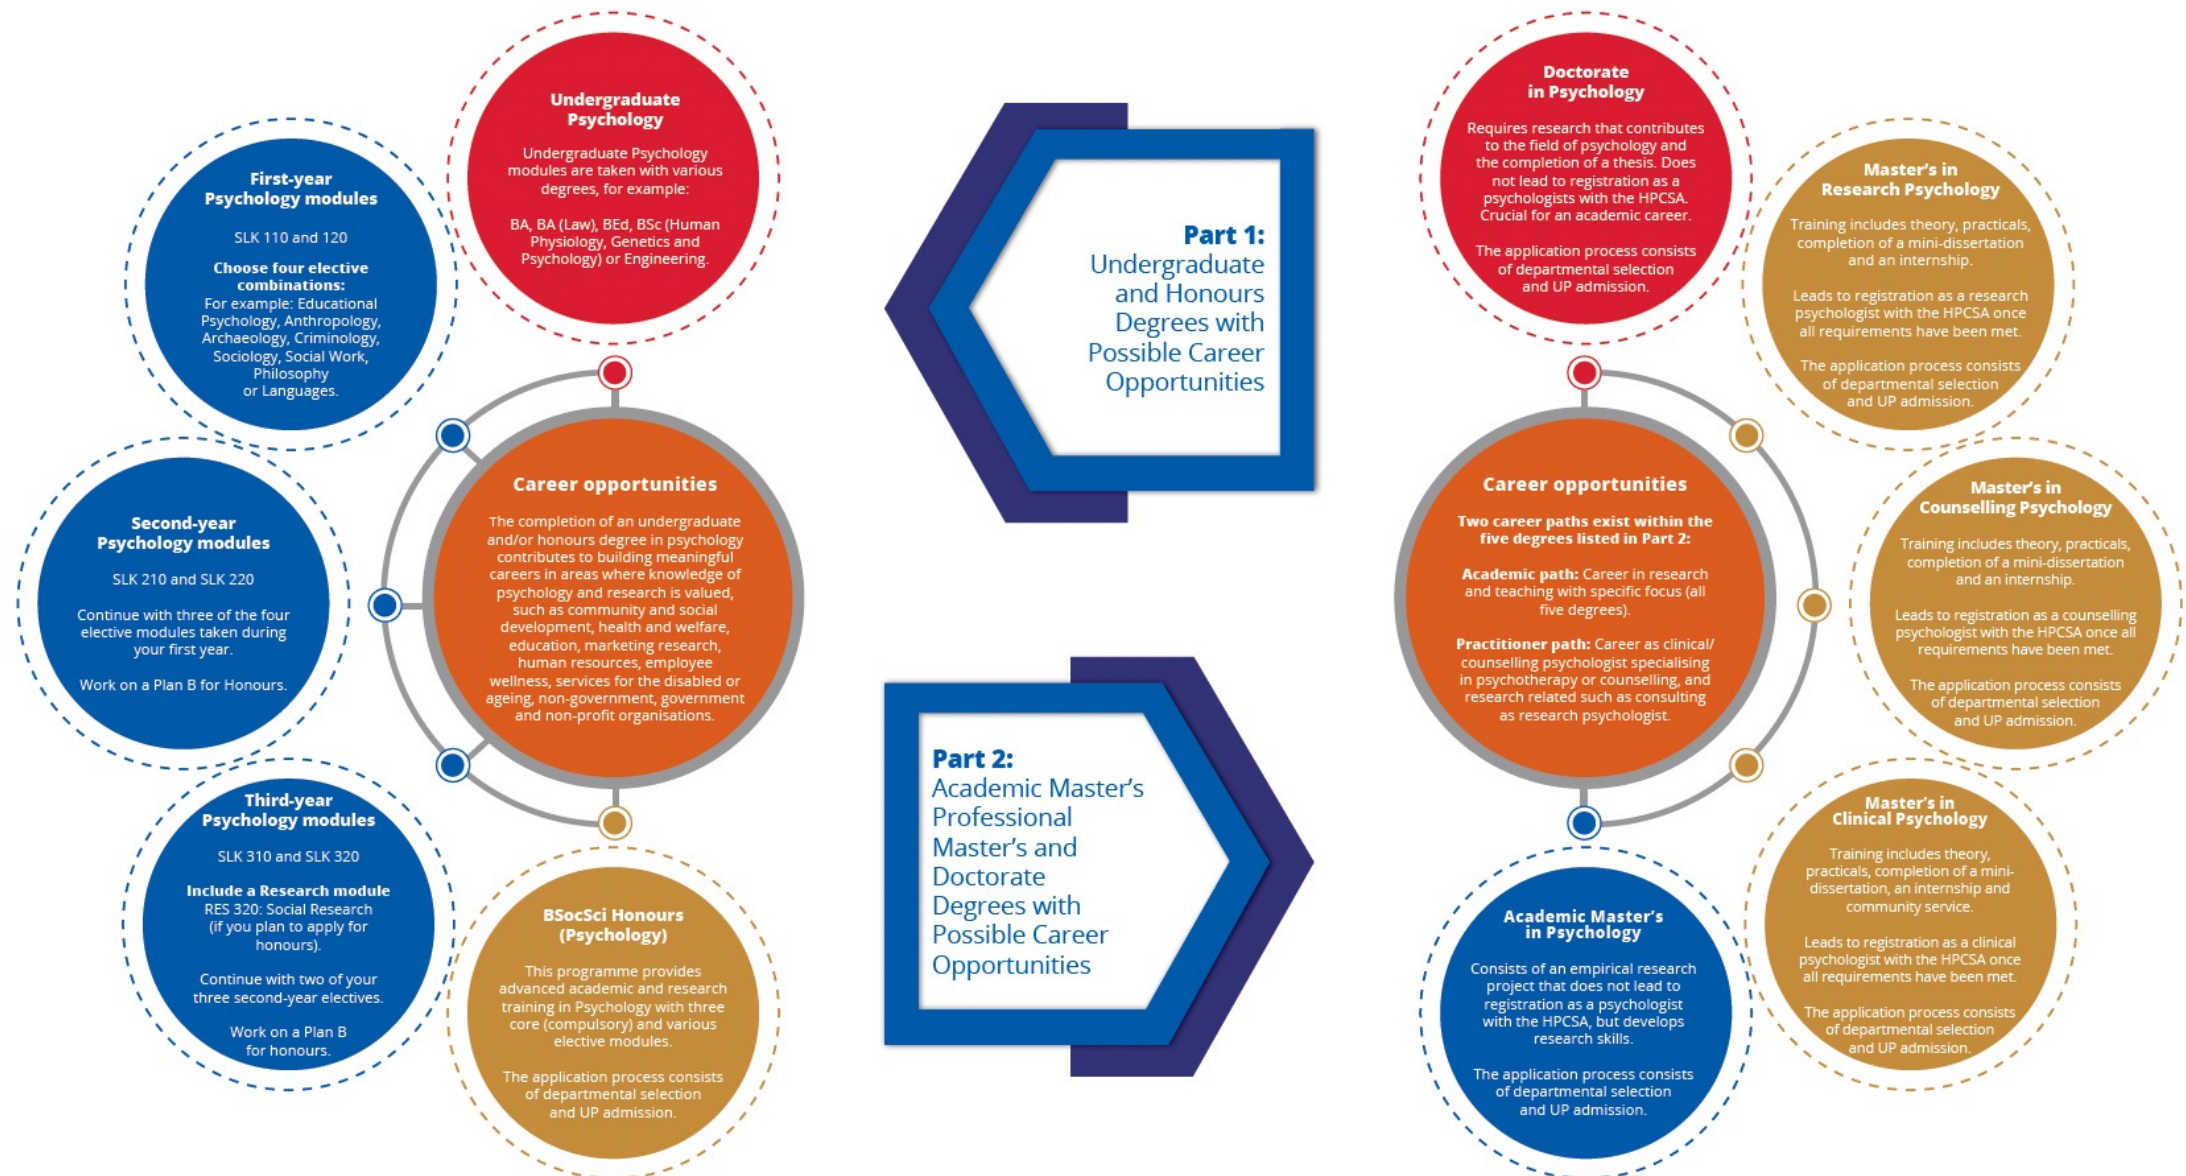 Undergraduate
Psychology
Undergraduate Psychology
modules are taken with various
degrees, for example:
BA, BA (Law), BEd, BSc (Human
Physiology, Genetics and
Psychology) or Engineering.
First-year
Psychology modules
SLK 110 and 120
Choose four elective
combinations:
For example: Educational
Psychology, Anthropology,
Archaeology, Criminology,
Sociology, Social Work,
Philosophy
or Languages.
Second-year
Psychology modules
SLK 210 and SLK 220
Continue with three of the four
elective modules taken during
your first year.
Work on a Plan B for Honours.
Third-year
Psychology modules
SLK 310 and SLK 320
Include a Research module
RES 320: Social Research
(if you plan to apply for
honours).
Continue with two of your
three second-year electives.
Work on a Plan B
for honours.
BSocSci Honours
(Psychology)
This programme provides
advanced academic and research
training in Psychology with three
core (compulsory) and various
elective modules.
The application process consists
of departmental selection
and UP admission.
Career opportunities
The completion of an undergraduate
and/or honours degree in psychology
contributes to building meaningful
careers in areas where knowledge of
psychology and research is valued,
such as community and social
development, health and welfare,
education, marketing research,
human resources, employee
wellness, services for the disabled or
ageing, non-government, government
and non-profit organisations.
Part 1:
Undergraduate
and Honours
Degrees with
Possible Career
Opportunities
Part 2:
Academic Master's
Professional
Master's and
Doctorate
Degrees with
Possible Career
Opportunities
Doctorate
in Psychology
Requires research that contributes
to the field of psychology and
the completion of a thesis. Does
not lead to registration as a
psychologists with the HPCSA.
Crucial for an academic career.
The application process consists
of departmental selection
and UP admission.
Master's in
Research Psychology
Training includes theory, practicals,
completion of a mini-dissertation
and an internship.
Leads to registration as a research
psychologist with the HPCSA once
all requirements have been met.
The application process consists
of departmental selection
and UP admission.
Master's in
Counselling Psychology
Training includes theory, practicals,
completion of a mini-dissertation
and an internship.
Leads to registration as a counselling
psychologist with the HPCSA once all
requirements have been met.
The application process consists
of departmental selection
and UP admission.
Master's in
Clinical Psychology
Training includes theory,
practicals, completion of a mini-
dissertation, an internship and
community service.
Leads to registration as a clinical
psychologist with the HPCSA once
all requirements have been met.
The application process consists
of departmental selection
and UP admission.
Academic Master's
in Psychology
Consists of an empirical research
project that does not lead to
registration as a psychologist
with the HPCSA, but develops
research skills.
The application process consists
of departmental selection
and UP admission.
Career opportunities
Two career paths exist within the
five degrees listed in Part 2:
Academic path: Career in research
and teaching with specific focus (all
five degrees).
Practitioner path: Career as clinical/
counselling psychologist specialising
in psychotherapy or counselling, and
research related such as consulting
as research psychologist.